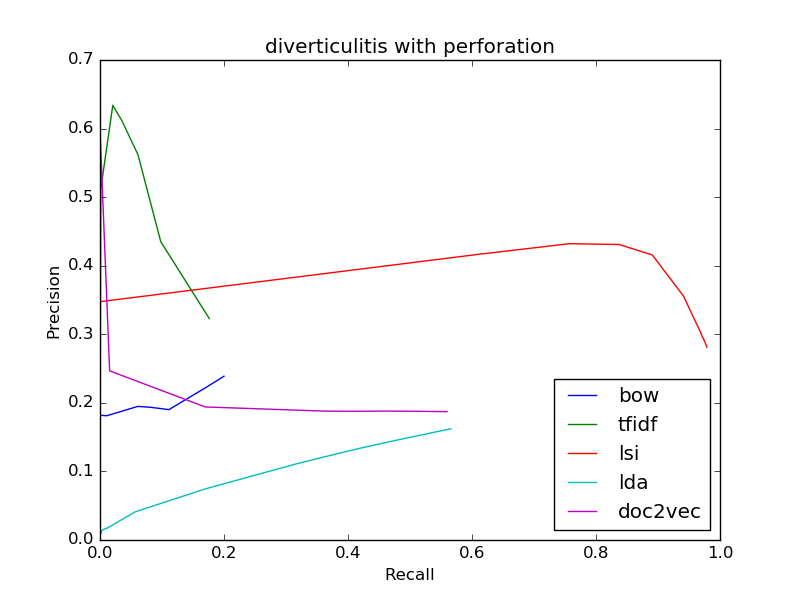 diverticulitis with perforation
0.7
0.6
0.5
0.4
0.3
0.2
0.1
0.0
Precision
bow
tfidf
lsi
lda
doc2vec
0.0 0.2 0.4 0.6 0.8 1.0
Recall